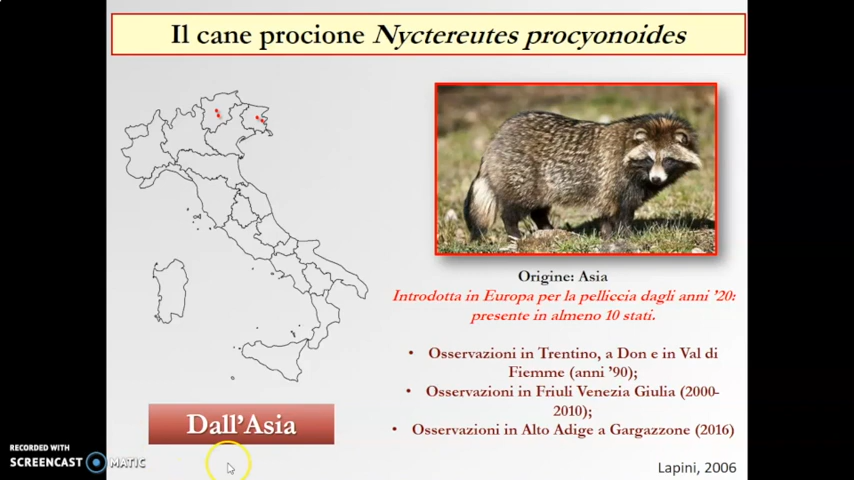 Il cane procione Nyctereutes procyonoides
Origine: Asia
Introdotta in Europa per la pelliccia dagli anni '20:
presente in almeno 10 stati.
• Osservazioni in Trentino, a Don e in Val di
Fiemme (anni '90);
• Osservazioni in Friuli Venezia Giulia (2000-
2010);
• Osservazioni in Alto Adige a Gargazzone (2016)
Dall'Asia
Lapini, 2006
RECORDED WITH
SCREENCAST MATIC